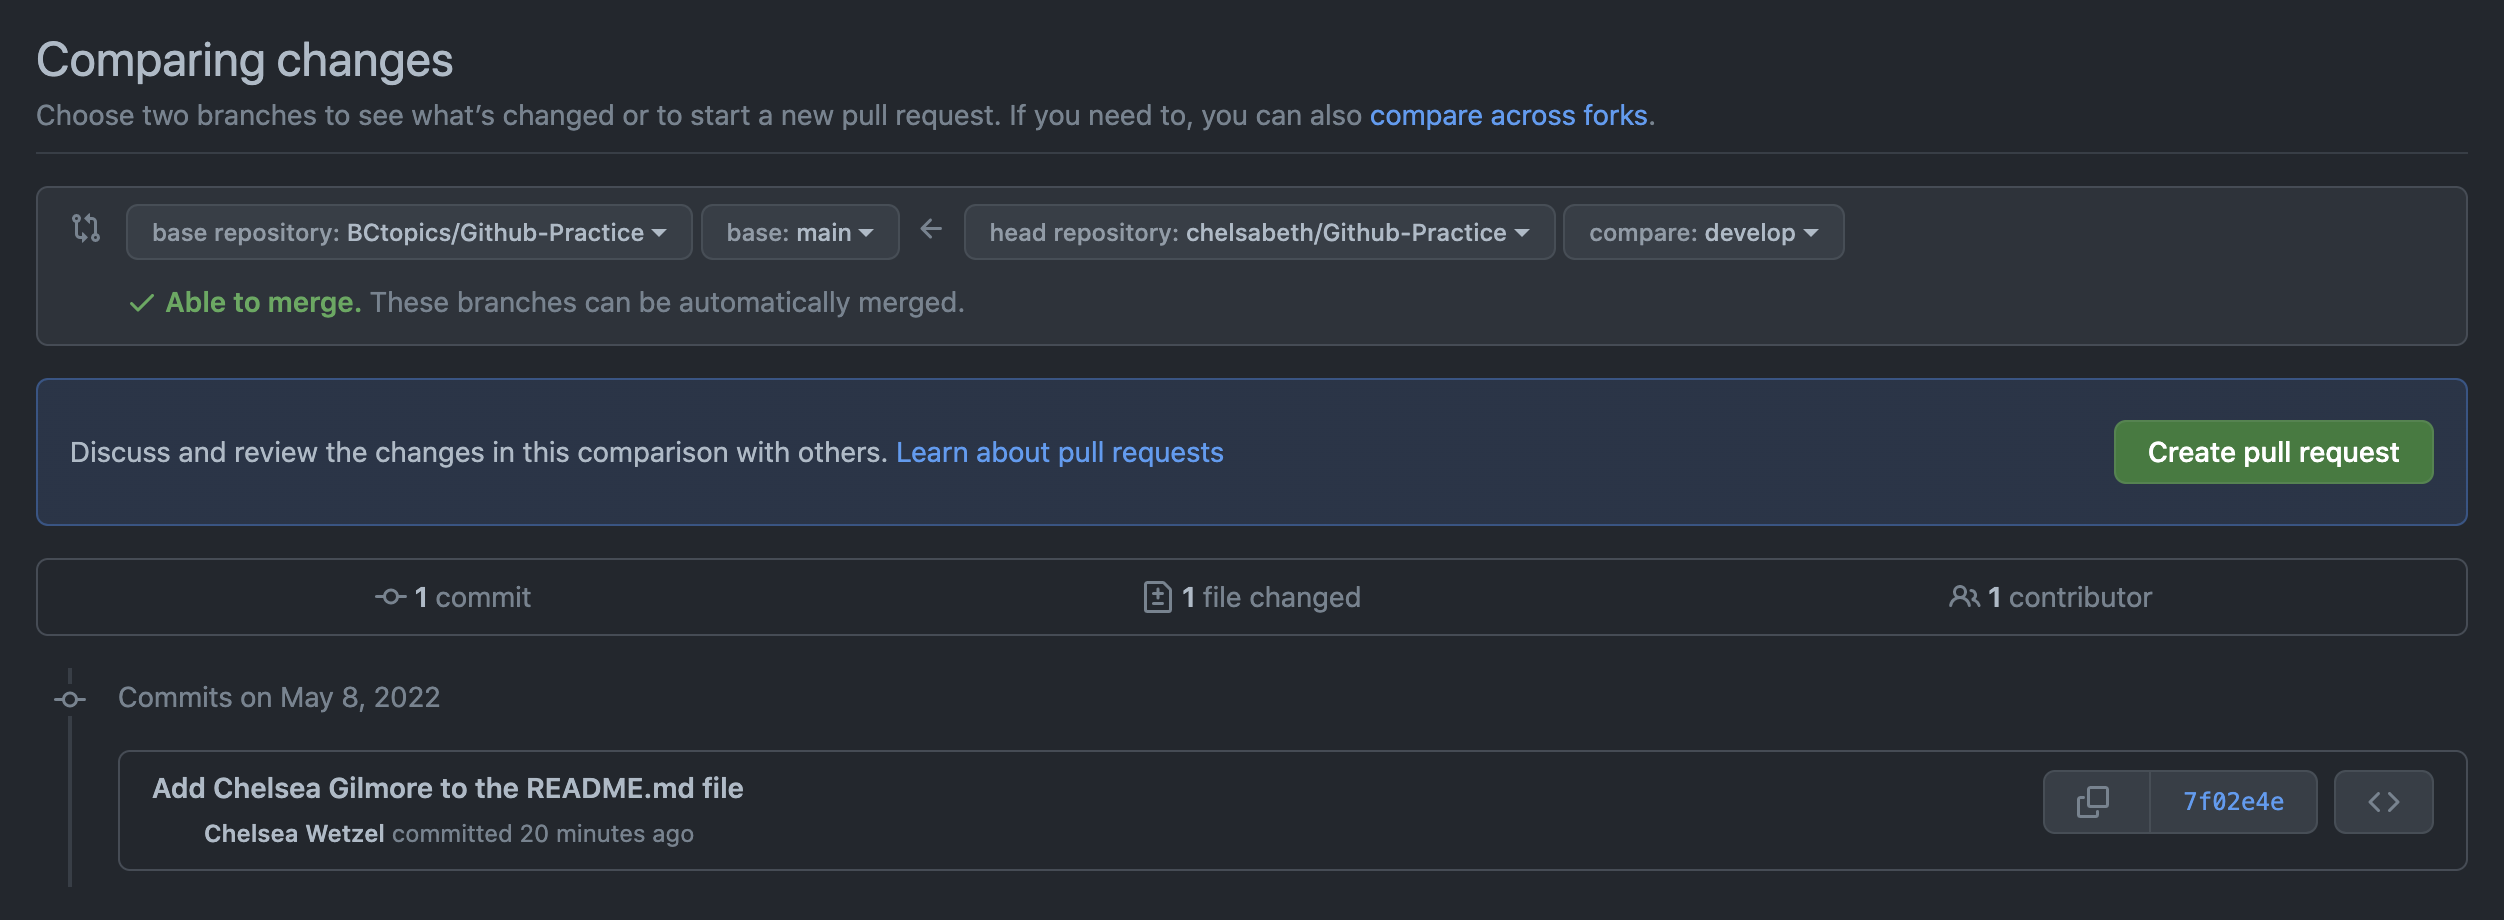 Comparing changes
Choose two branches to see what’s changed or to start a new pull request. If you need to, you can also compare across forks.
base repository: BCtopics/Github-Practice base: main head repository: chelsabeth/Github-Practice compare: develop
Able to merge. These branches can be automatically merged.
Discuss and review the changes in this comparison with others. Learn about pull requests Create pull request
1 commit 1 file changed 1 contributor
Commits on May 8, 2022
Add Chelsea Gilmore to the README.md file
7f02e4e
Chelsea Wetzel committed 20 minutes ago